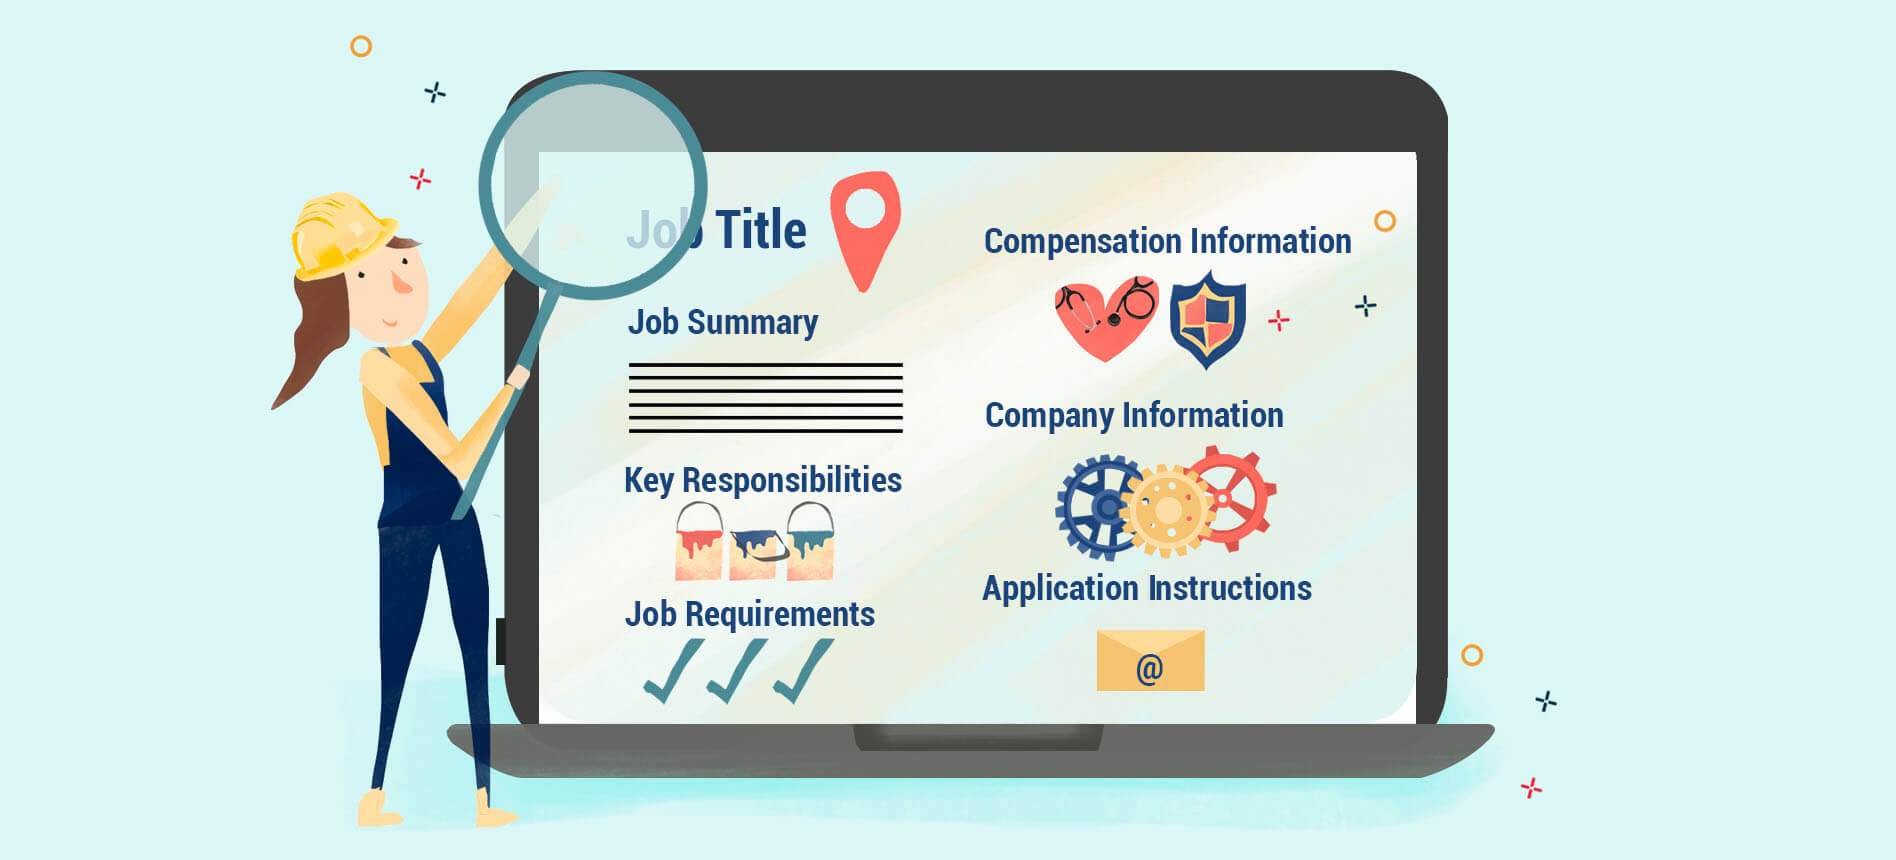 Job Title
Job Summary
Key Responsibilities
Job Requirements
Compensation Information
Company Information
Application Instructions
@